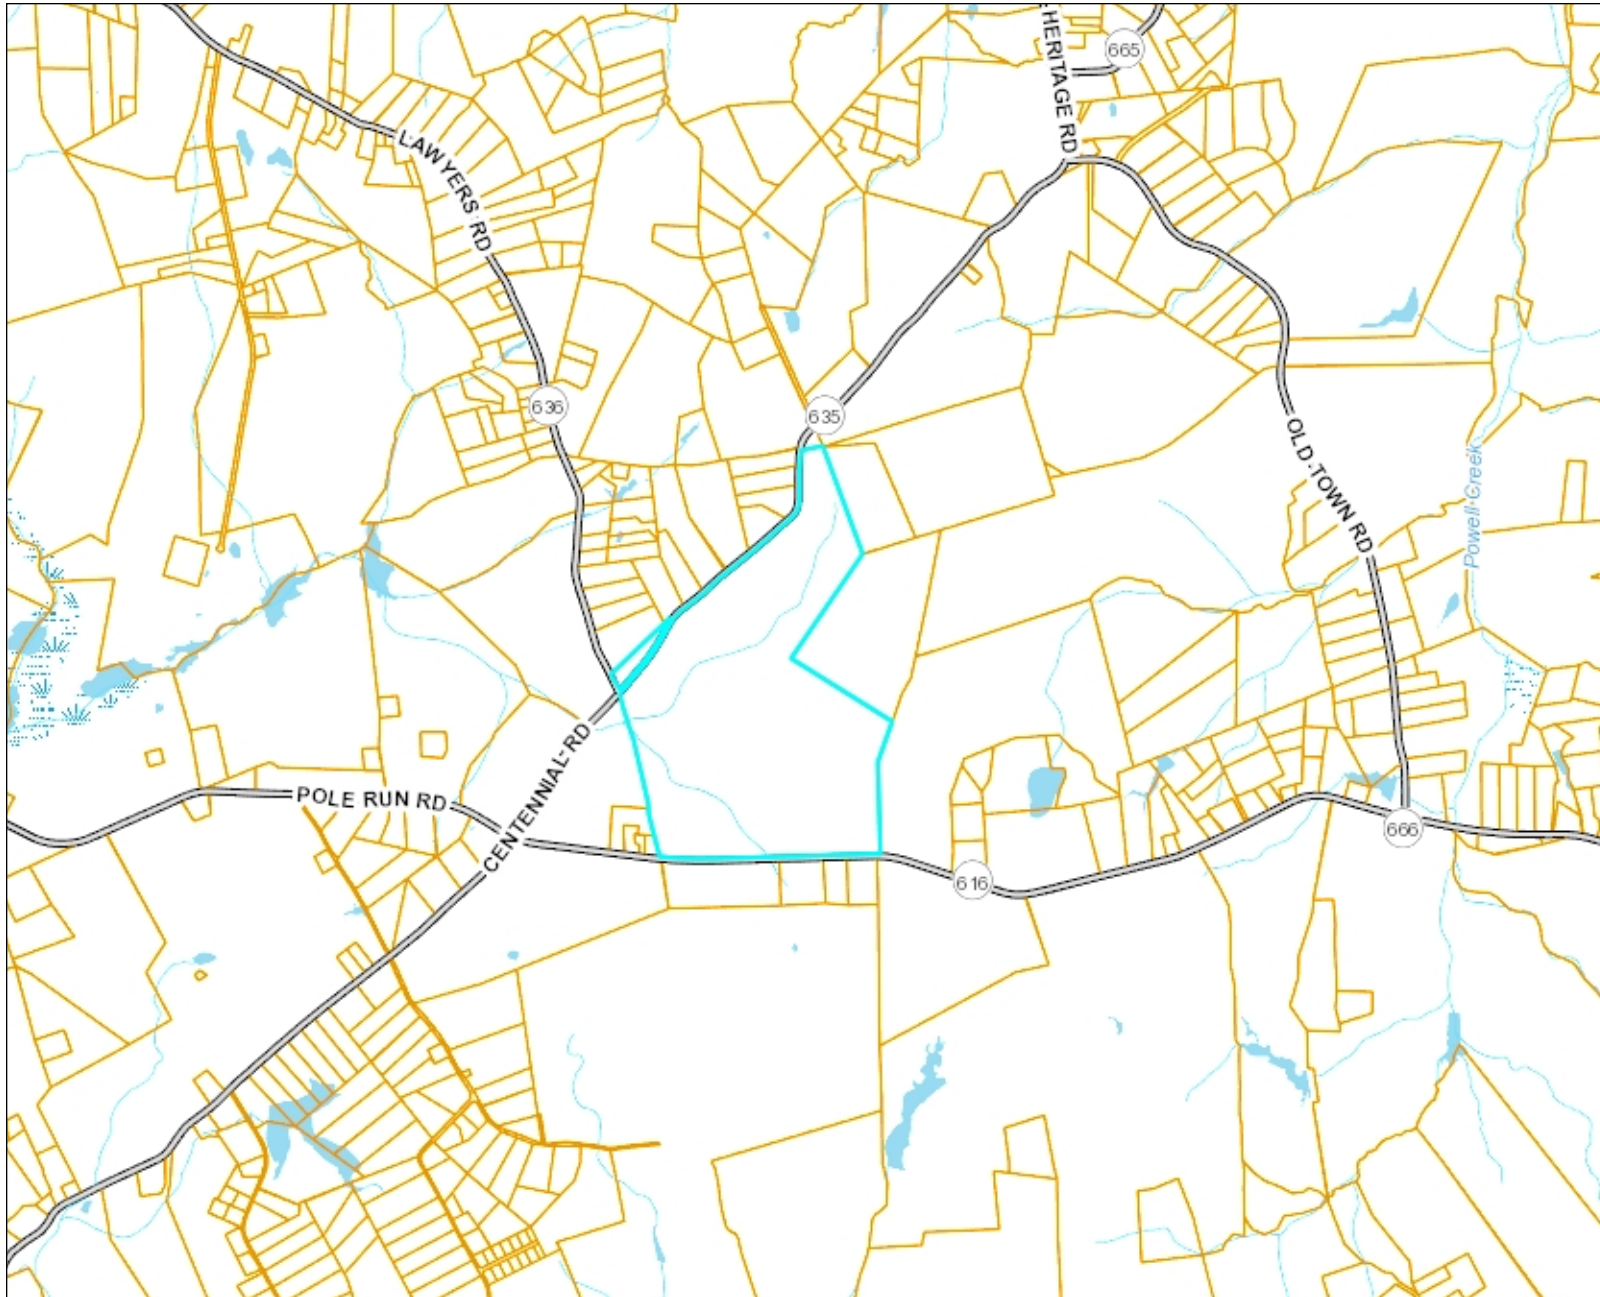 HERITAGE RD
665
LAWYERS RD
636
635
OLD TOWN RD
Powell Creek
CENTENNIAL RD
POLE RUN RD
666
616